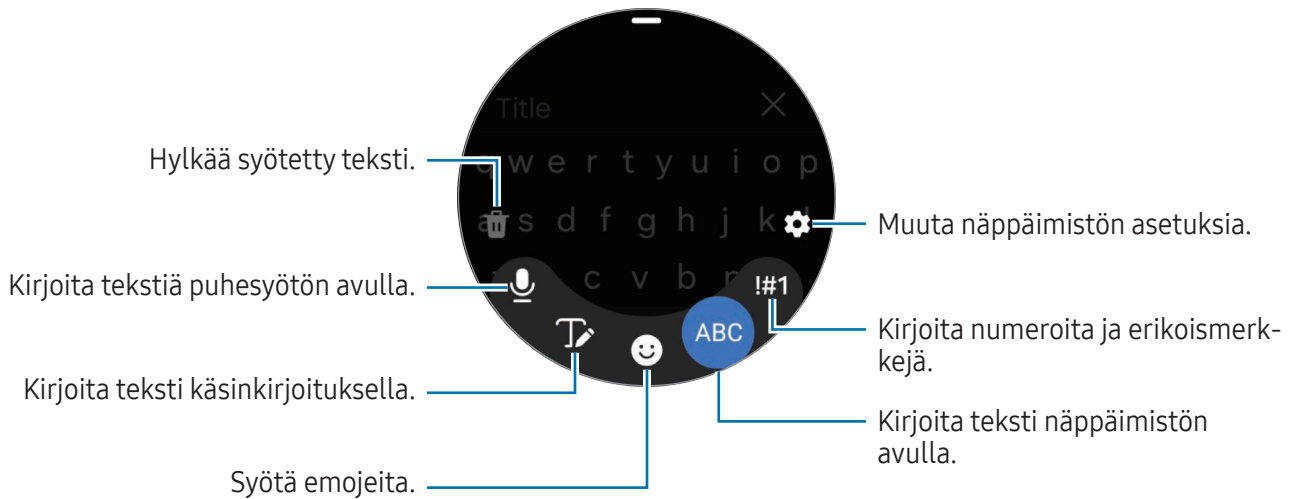 Title
q w e r t y u i o p
Hylkää syötetty teksti.
a s d f g h j k l
Muuta näppäimistön asetuksia.
c v b n
Kirjoita tekstiä puhesyötön avulla.
!#1
ABC
Kirjoita numeroita ja erikoismerk-
kejä.
Kirjoita teksti käsinkirjoituksella.
Kirjoita teksti näppäimistön
avulla.
Syötä emojeita.